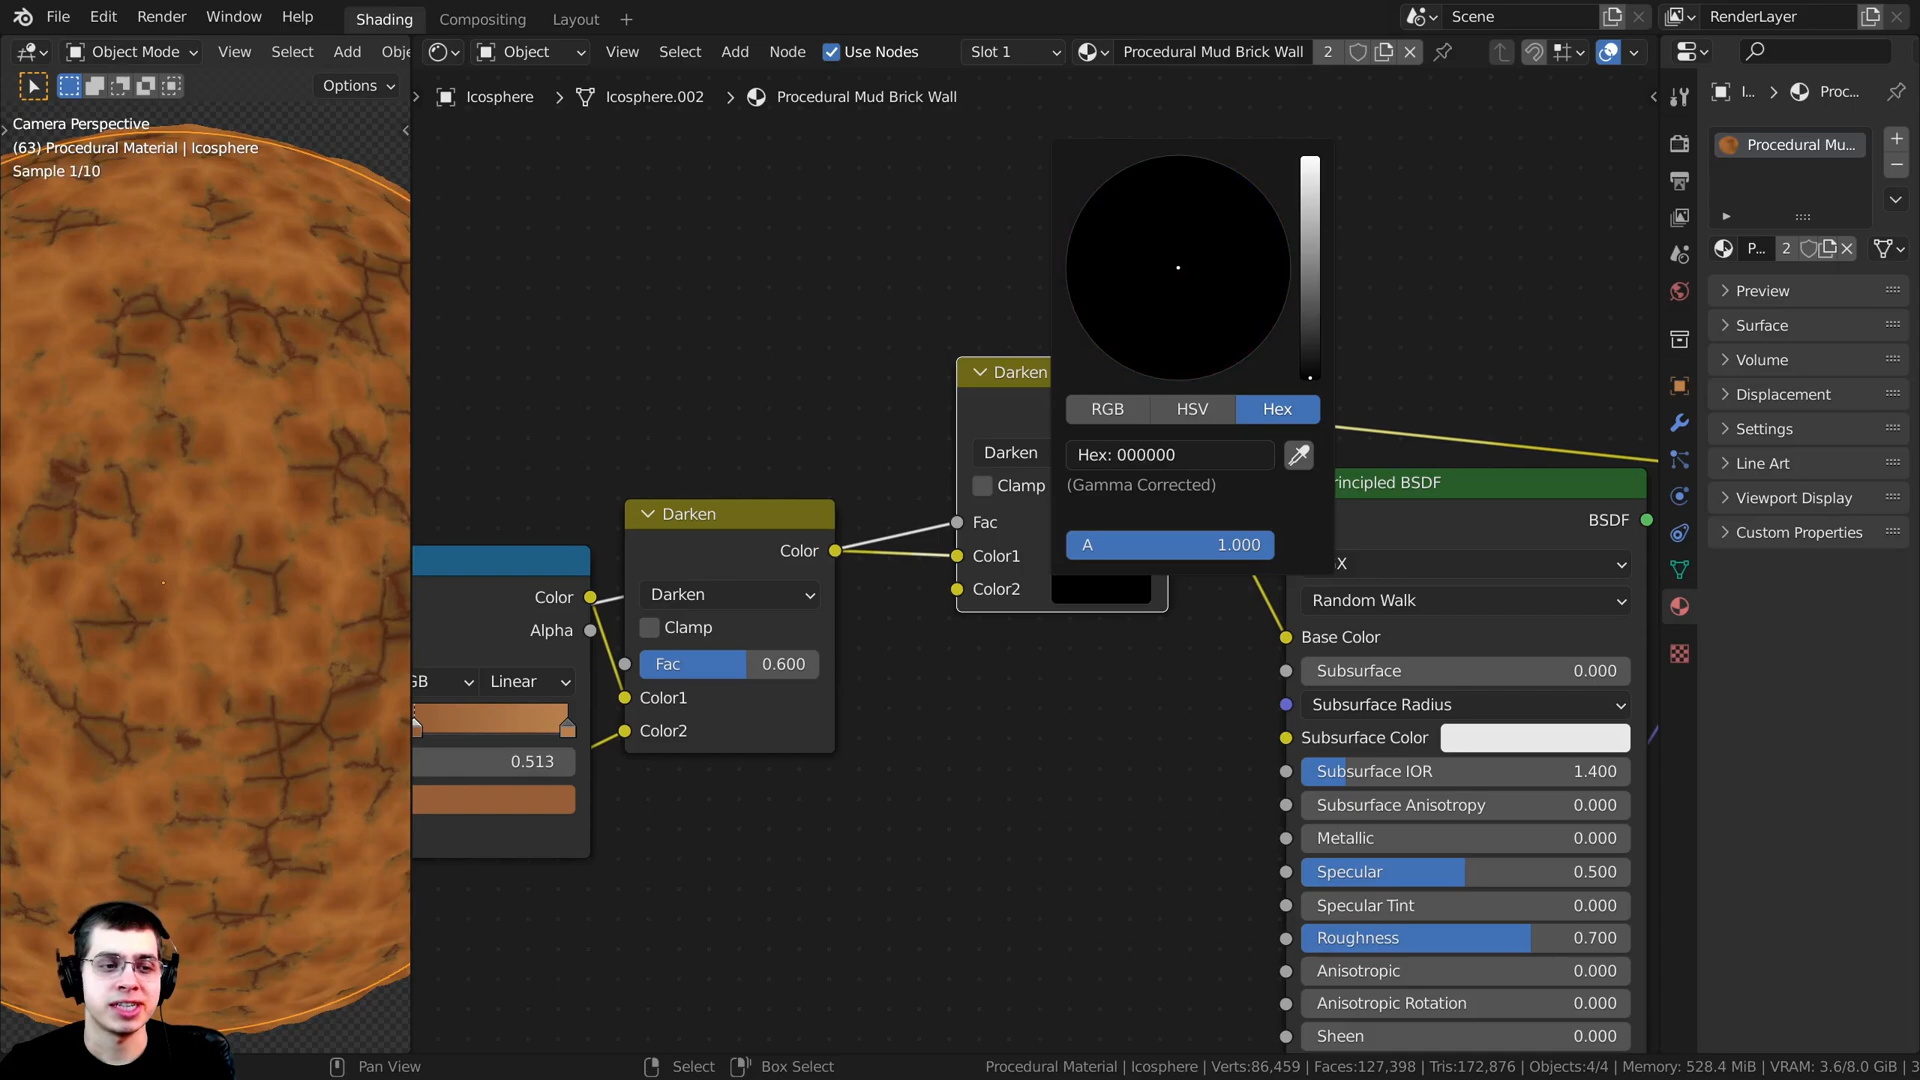 File Edit Render Window Help Shading Compositing Layout + Scene RenderLayer
Object Mode View Select Add Obje Object View Select Add Node Use Nodes Slot 1 Procedural Mud Brick Wall 2
Options
Icosphere > Icosphere.002 > Procedural Mud Brick Wall
I... > Proc...
Camera Perspective
(63) Procedural Material | Icosphere
Sample 1/10
Procedural Mu...
P... 2
Preview
Surface
Volume
Displacement
Settings
Line Art
Viewport Display
Custom Properties
Darken
RGB HSV Hex
Darken
Hex: 000000
Clamp
(Gamma Corrected)
Fac
A 1.000
Color1
Color2
Darken
Color
Darken
Clamp
Fac 0.600
Color1
Color2
Color
Alpha
GB Linear
0.513
rincipled BSDF
BSDF
X
Random Walk
Base Color
Subsurface 0.000
Subsurface Radius
Subsurface Color
Subsurface IOR 1.400
Subsurface Anisotropy 0.000
Metallic 0.000
Specular 0.500
Specular Tint 0.000
Roughness 0.700
Anisotropic 0.000
Anisotropic Rotation 0.000
Sheen 0.000
Pan View Select Box Select Procedural Material | Icosphere | Verts:86,459 | Faces:127,398 | Tris:172,876 | Objects:4/4 | Memory: 528.4 MiB | VRAM: 3.6/8.0 GiB | 3